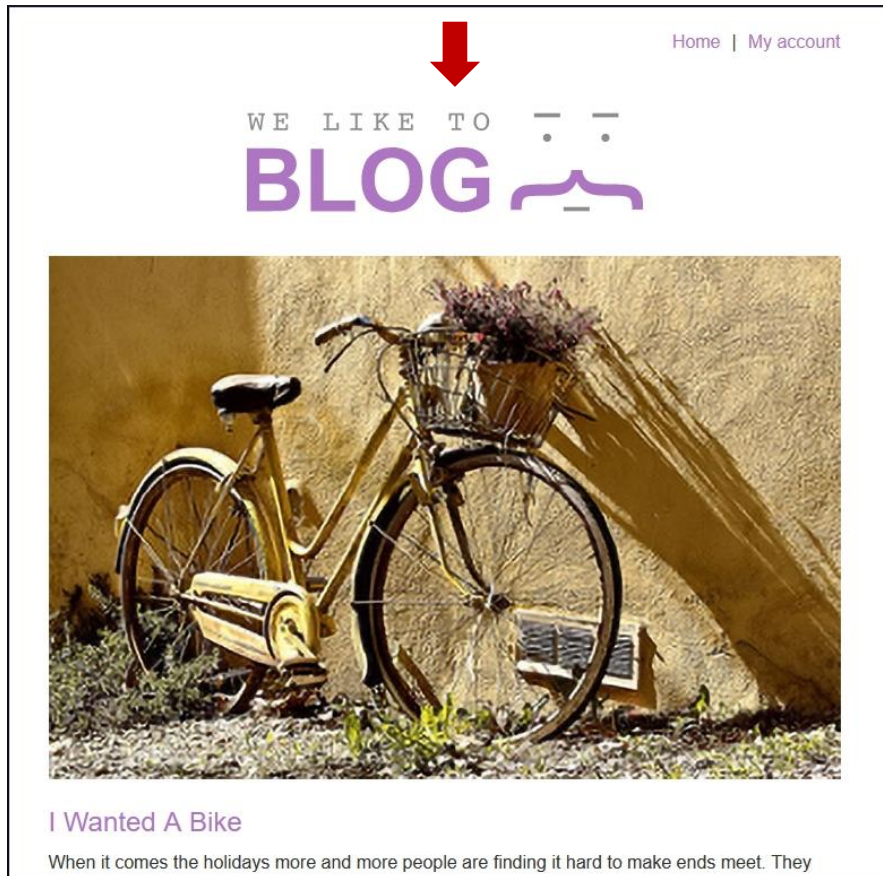 Home | My account
WE LIKE TO
BLOG
I Wanted A Bike
When it comes the holidays more and more people are finding it hard to make ends meet. They